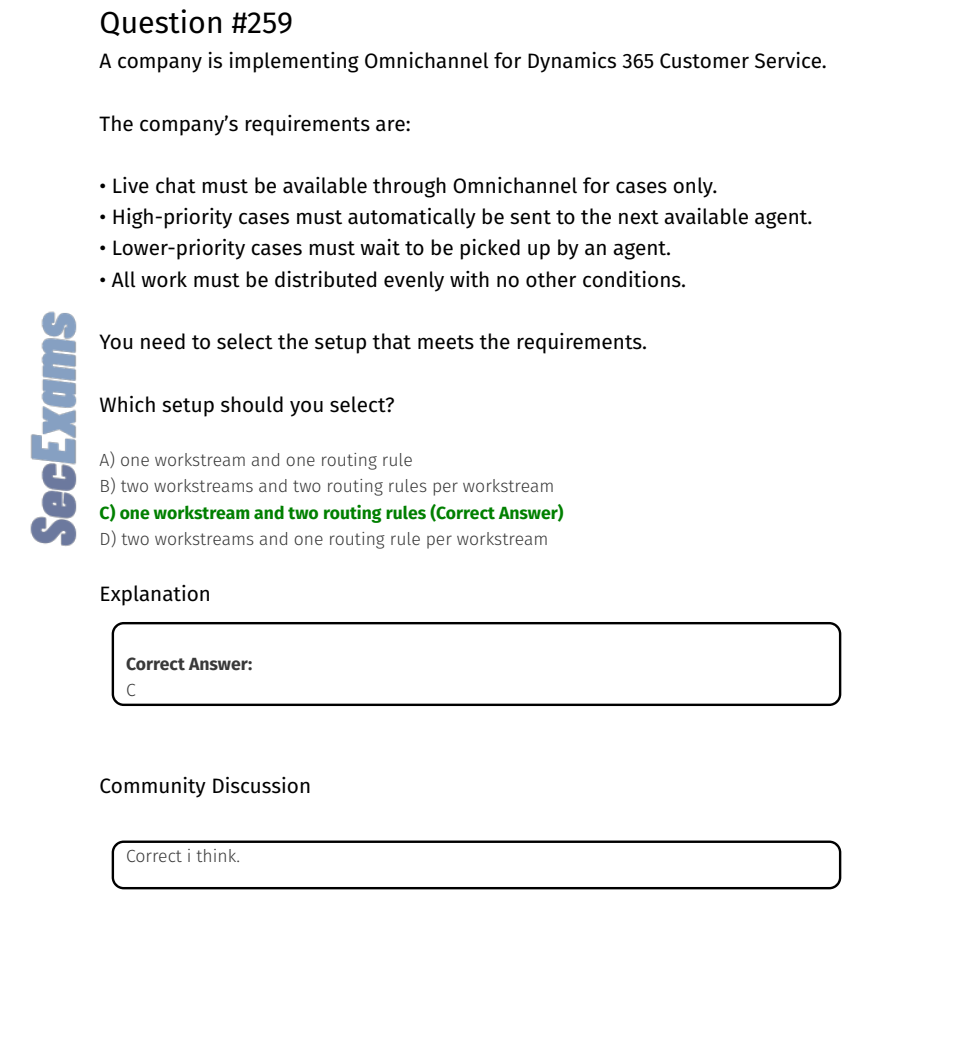 Question #259
A company is implementing Omnichannel for Dynamics 365 Customer Service.
The company’s requirements are:
• Live chat must be available through Omnichannel for cases only.
• High-priority cases must automatically be sent to the next available agent.
• Lower-priority cases must wait to be picked up by an agent.
• All work must be distributed evenly with no other conditions.
You need to select the setup that meets the requirements.
Which setup should you select?
A) one workstream and one routing rule
B) two workstreams and two routing rules per workstream
C) one workstream and two routing rules (Correct Answer)
D) two workstreams and one routing rule per workstream
SecExams
Explanation
Correct Answer:
C
Community Discussion
Correct i think.